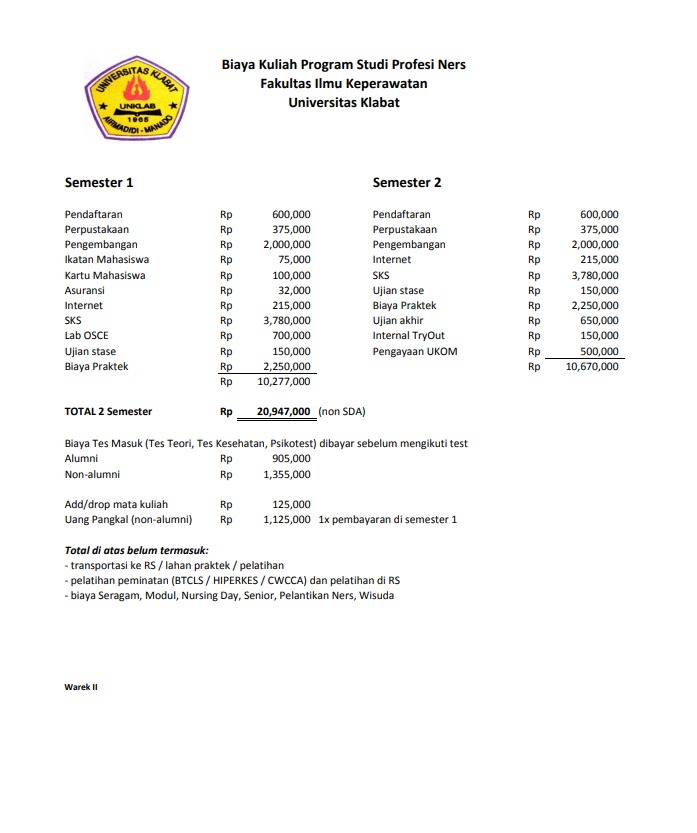 UNIVERSITAS KLABAT
UNKLAB
1965
AIRMADIDI - MANADO
Biaya Kuliah Program Studi Profesi Ners
Fakultas Ilmu Keperawatan
Universitas Klabat
Semester 1
Pendaftaran Rp 600,000
Perpustakaan Rp 375,000
Pengembangan Rp 2,000,000
Ikatan Mahasiswa Rp 75,000
Kartu Mahasiswa Rp 100,000
Asuransi Rp 32,000
Internet Rp 215,000
SKS Rp 3,780,000
Lab OSCE Rp 700,000
Ujian stase Rp 150,000
Biaya Praktek Rp 2,250,000
Rp 10,277,000
Semester 2
Pendaftaran Rp 600,000
Perpustakaan Rp 375,000
Pengembangan Rp 2,000,000
Internet Rp 215,000
SKS Rp 3,780,000
Ujian stase Rp 150,000
Biaya Praktek Rp 2,250,000
Ujian akhir Rp 650,000
Internal TryOut Rp 150,000
Pengayaan UKOM Rp 500,000
Rp 10,670,000
TOTAL 2 Semester Rp 20,947,000 (non SDA)
Biaya Tes Masuk (Tes Teori, Tes Kesehatan, Psikotest) dibayar sebelum mengikuti test
Alumni Rp 905,000
Non-alumni Rp 1,355,000
Add/drop mata kuliah Rp 125,000
Uang Pangkal (non-alumni) Rp 1,125,000 1x pembayaran di semester 1
Total di atas belum termasuk:
- transportasi ke RS / lahan praktek / pelatihan
- pelatihan peminatan (BTCLS / HIPERKES / CWCCA) dan pelatihan di RS
- biaya Seragam, Modul, Nursing Day, Senior, Pelantikan Ners, Wisuda
Warek II